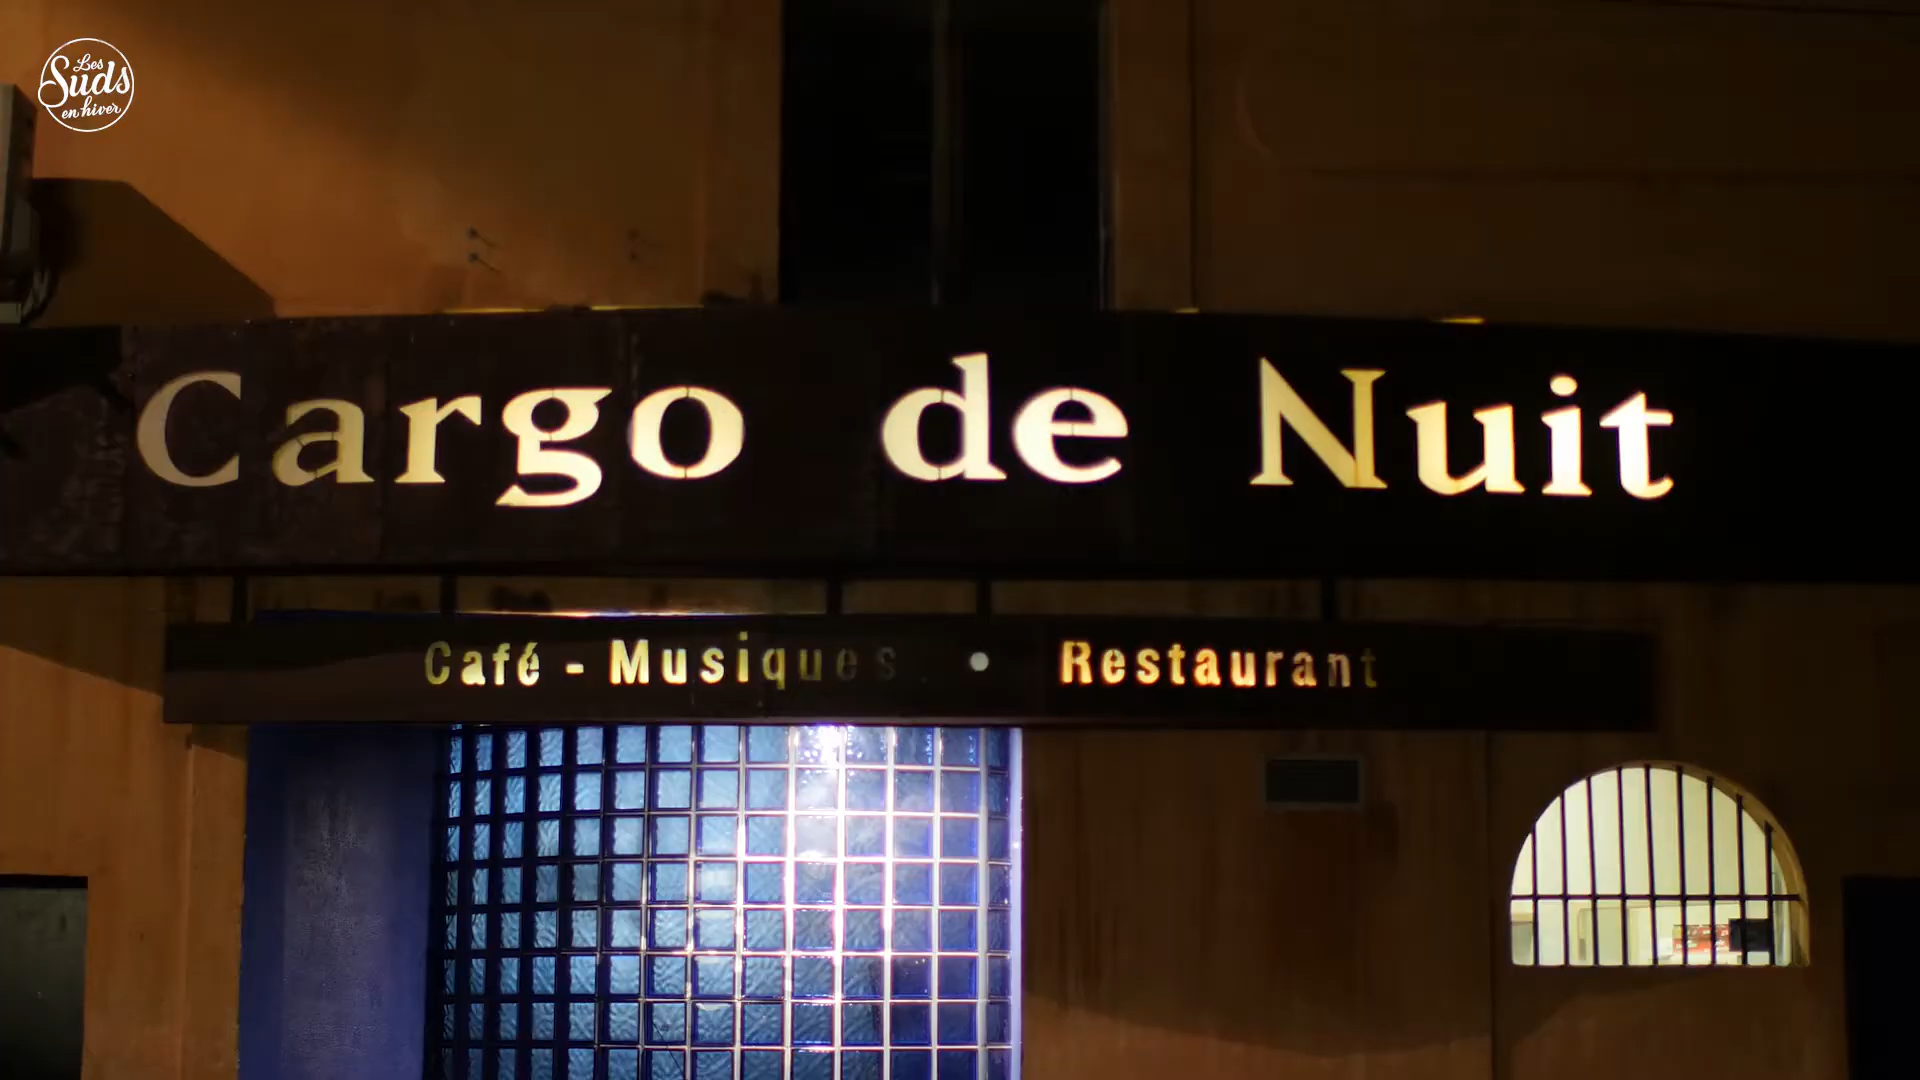 Les
Suds
en hiver
Cargo de Nuit
Café - Musiques • Restaurant